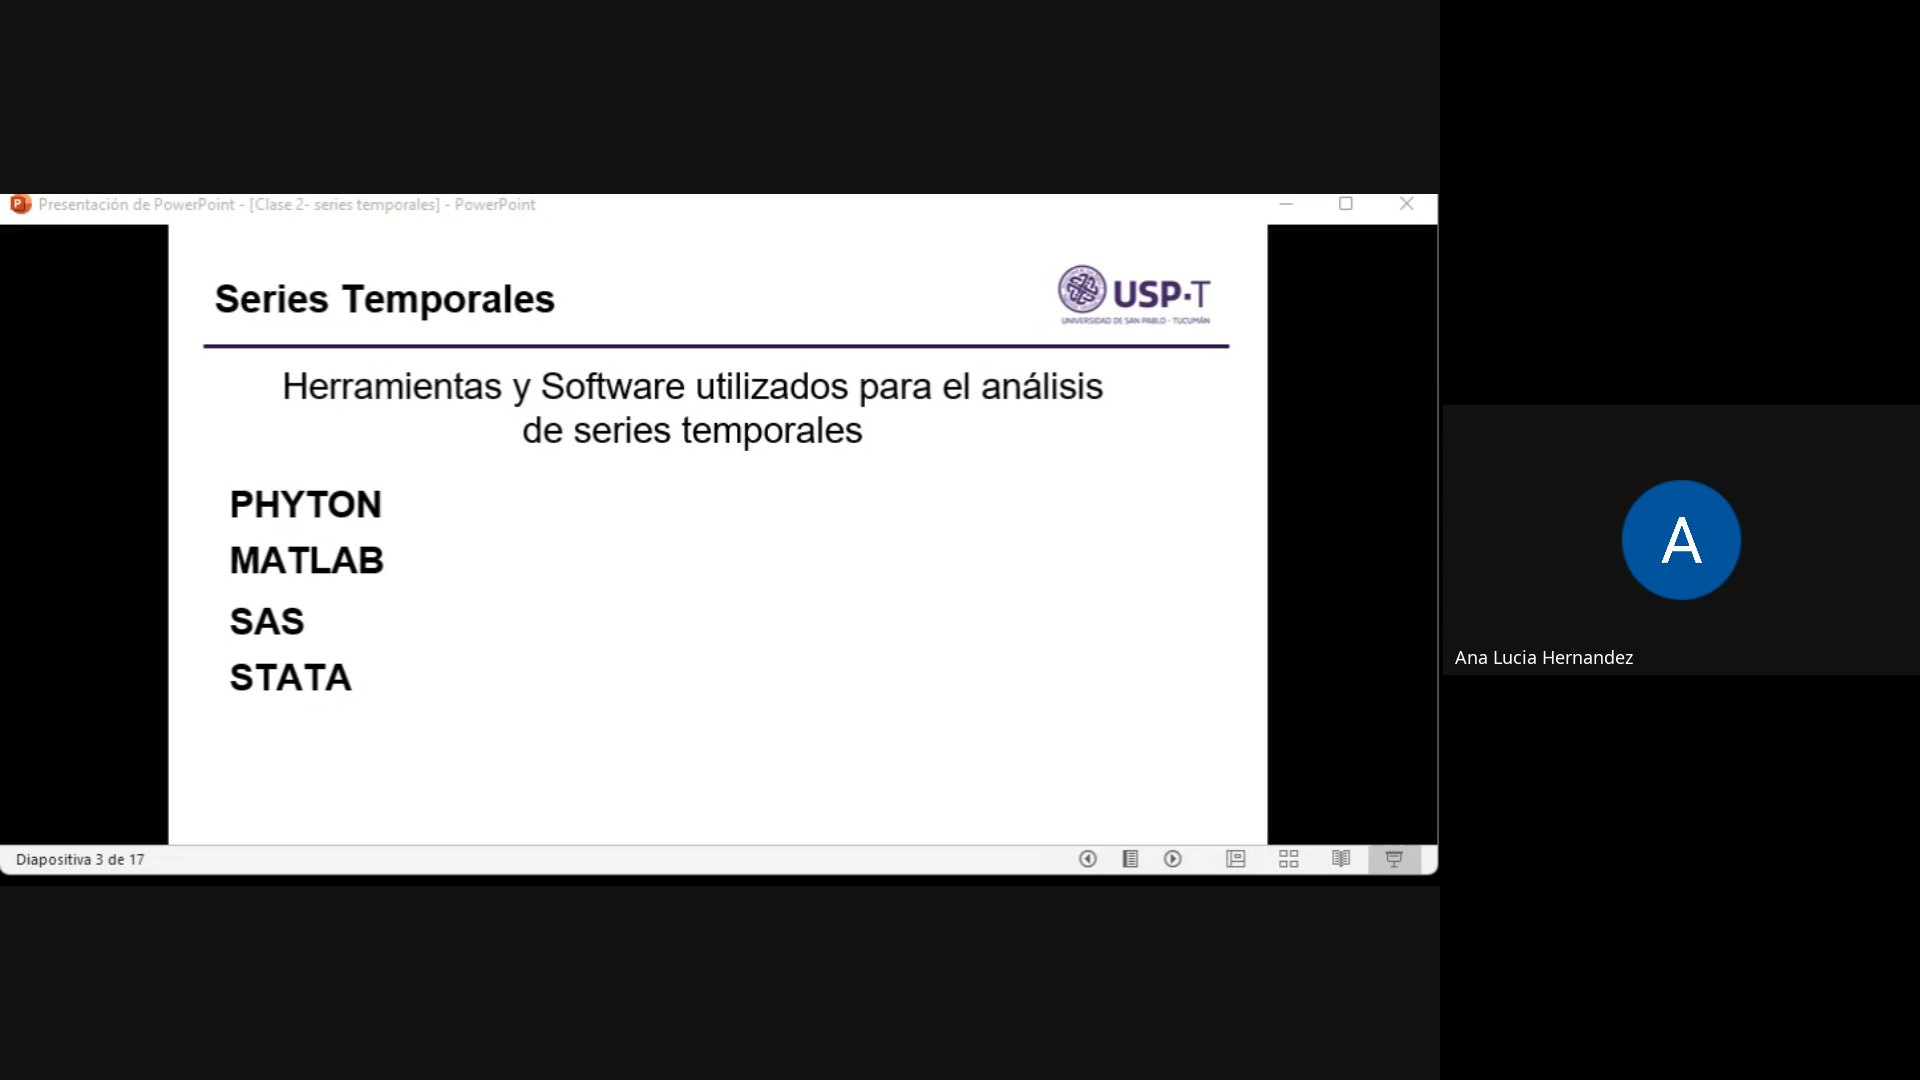 Presentación de PowerPoint - [Clase 2- series temporales] - PowerPoint
Series Temporales
USP-T
UNIVERSIDAD DE SAN PABLO - TUCUMÁN
Herramientas y Software utilizados para el análisis
de series temporales
PHYTON
MATLAB
SAS
STATA
A
Ana Lucia Hernandez
Diapositiva 3 de 17